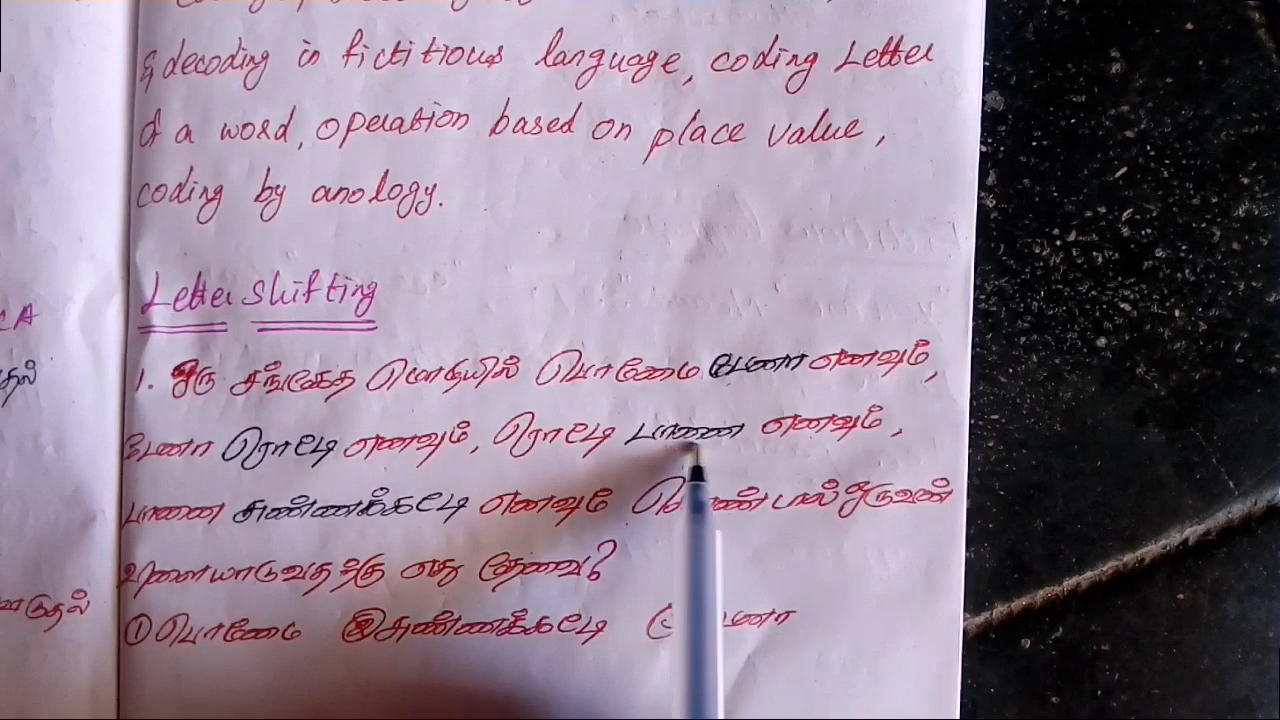 & decoding in fictitious language, coding Letter
of a word, operation based on place value,
coding by anology.
Letter shifting
CA
1. ஒரு சங்கேத மொழியில் பொம்மை பேனா எனவும்,
பேனா ரொட்டி எனவும், ரொட்டி பானை எனவும்,
பானை சுண்ணக்கட்டி எனவும்
விளையாடுவதற்கு எது தேவை?
① பொம்மை ② சுண்ணக்கட்டி